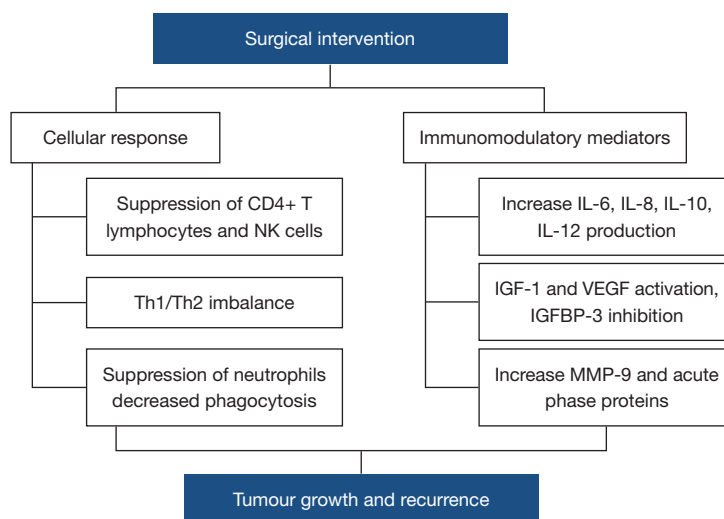 Surgical intervention
Cellular response
Immunomodulatory mediators
Suppression of CD4+ T
lymphocytes and NK cells
Increase IL-6, IL-8, IL-10,
IL-12 production
Th1/Th2 imbalance
IGF-1 and VEGF activation,
IGFBP-3 inhibition
Suppression of neutrophils
decreased phagocytosis
Increase MMP-9 and acute
phase proteins
Tumour growth and recurrence